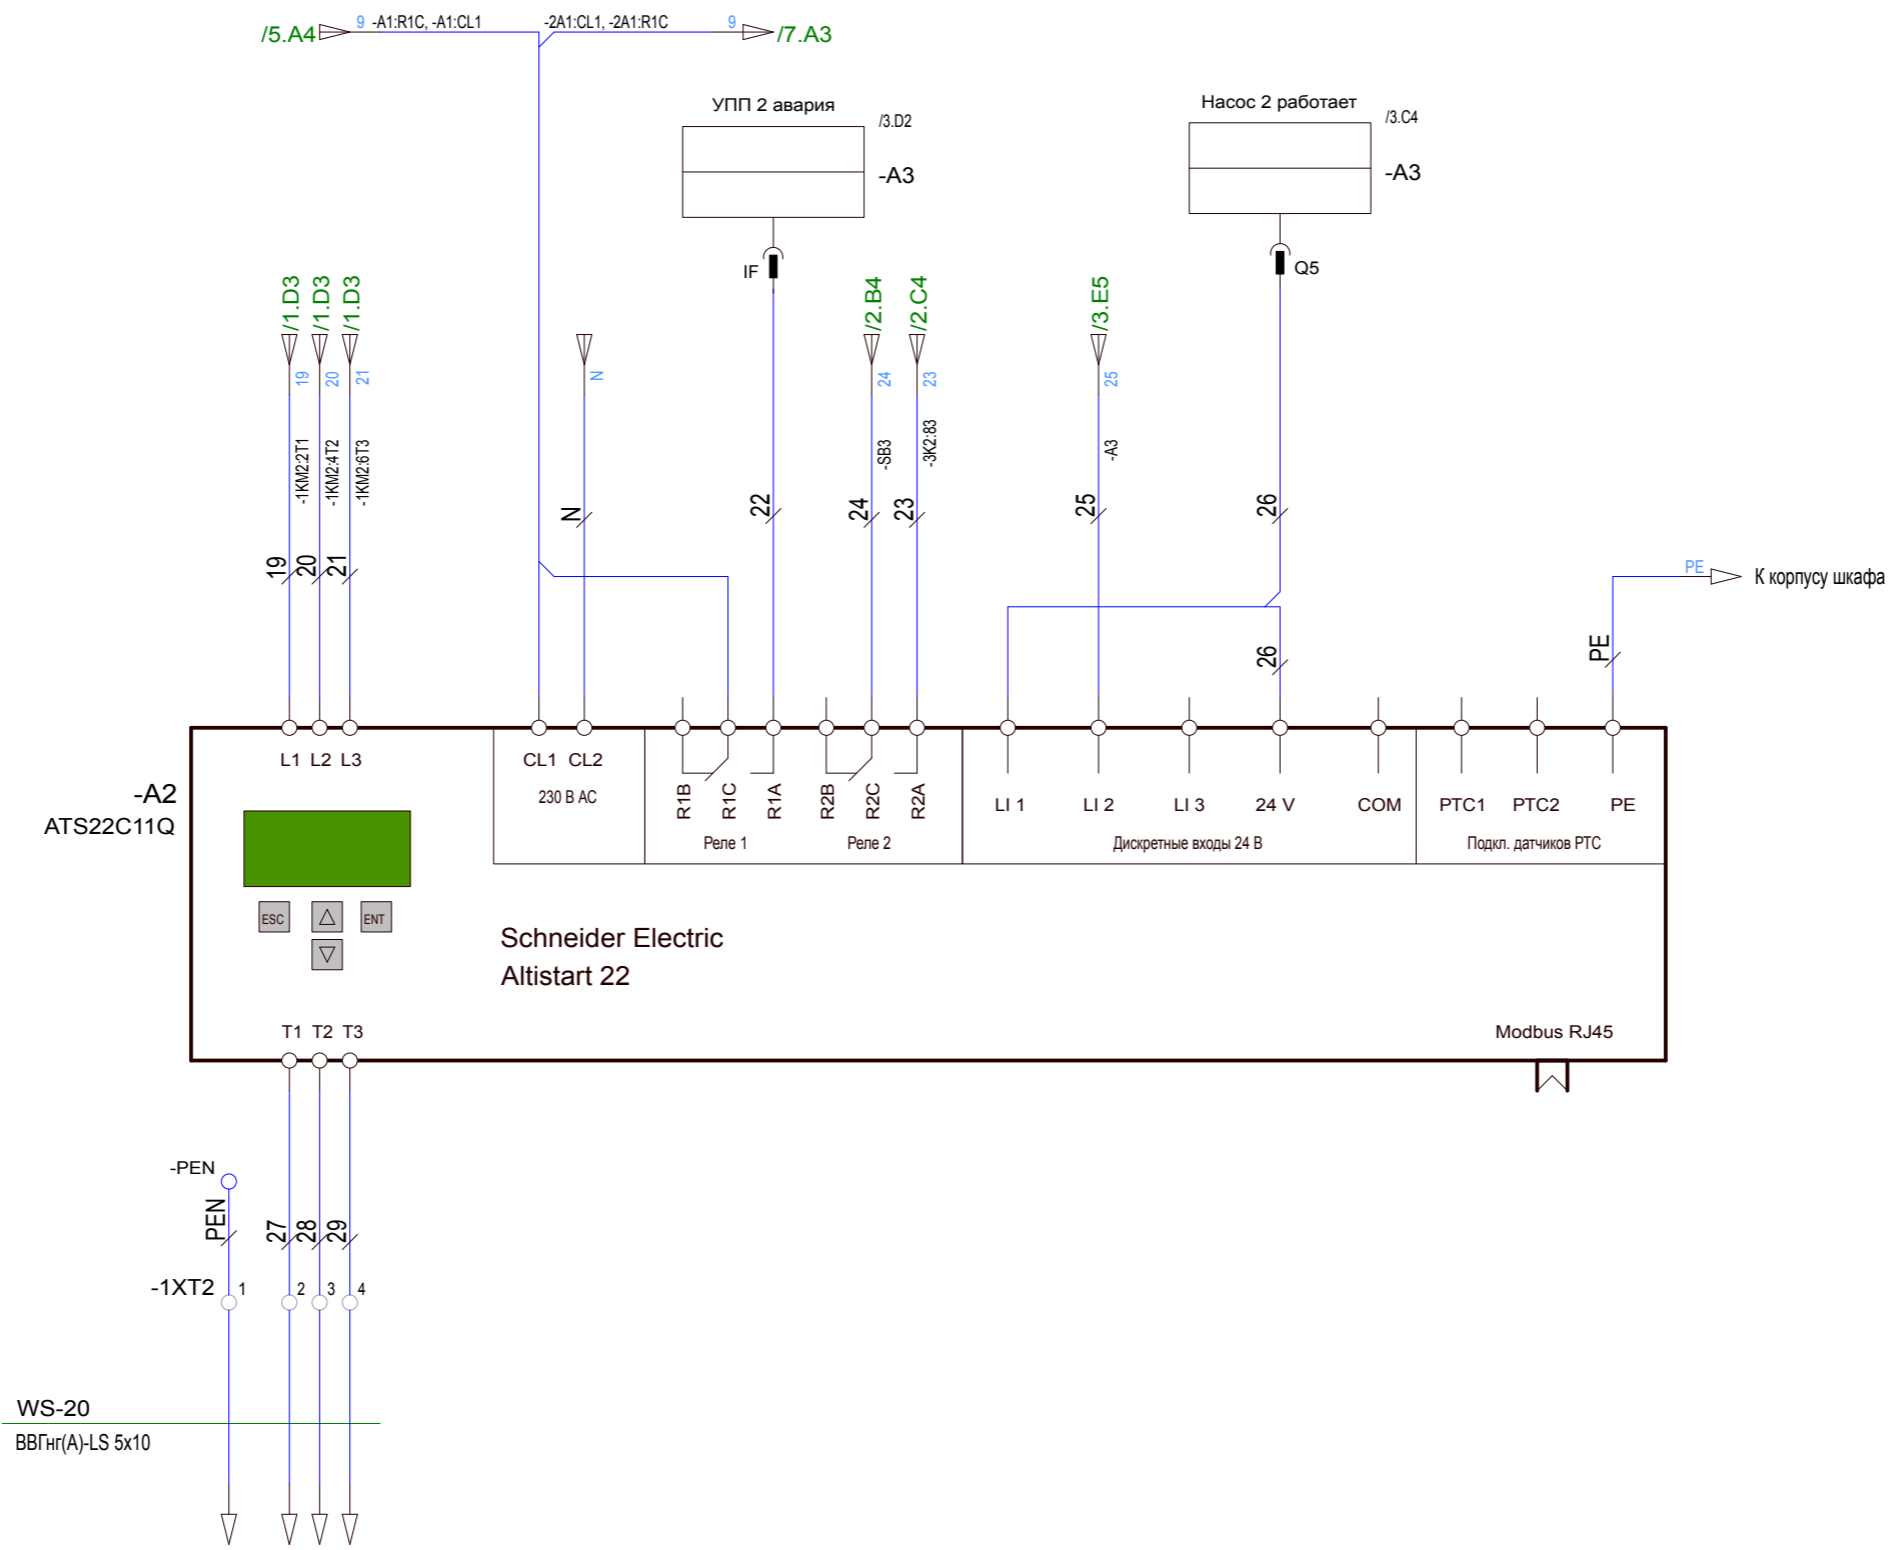 /5.A4 9 -A1:R1C, -A1:CL1 -2A1:CL1, -2A1:R1C 9 /7.A3
УПП 2 авария
/3.D2
-A3
IF
Насос 2 работает
/3.C4
-A3
Q5
/1.D3 /1.D3 /1.D3
/2.B4 /2.C4
/3.E5
19 20 21 N 24 23 25
-1KM2:2T1 -1KM2:4T2 -1KM2:6T3
-SB3 -3K2:83 -A3
N 22 24 23 25 26
19 20 21
PE К корпусу шкафа
26
PE
L1 L2 L3
CL1 CL2
230 В AC
R1B R1C R1A
Реле 1
R2B R2C R2A
Реле 2
LI 1 LI 2 LI 3 24 V COM
Дискретные входы 24 В
PTC1 PTC2 PE
Подкл. датчиков PTC
-A2
ATS22C11Q
ESC ENT
Schneider Electric
Altistart 22
T1 T2 T3
Modbus RJ45
-PEN
PEN 27 28 29
-1XT2 1 2 3 4
WS-20
ВВГнг(А)-LS 5x10